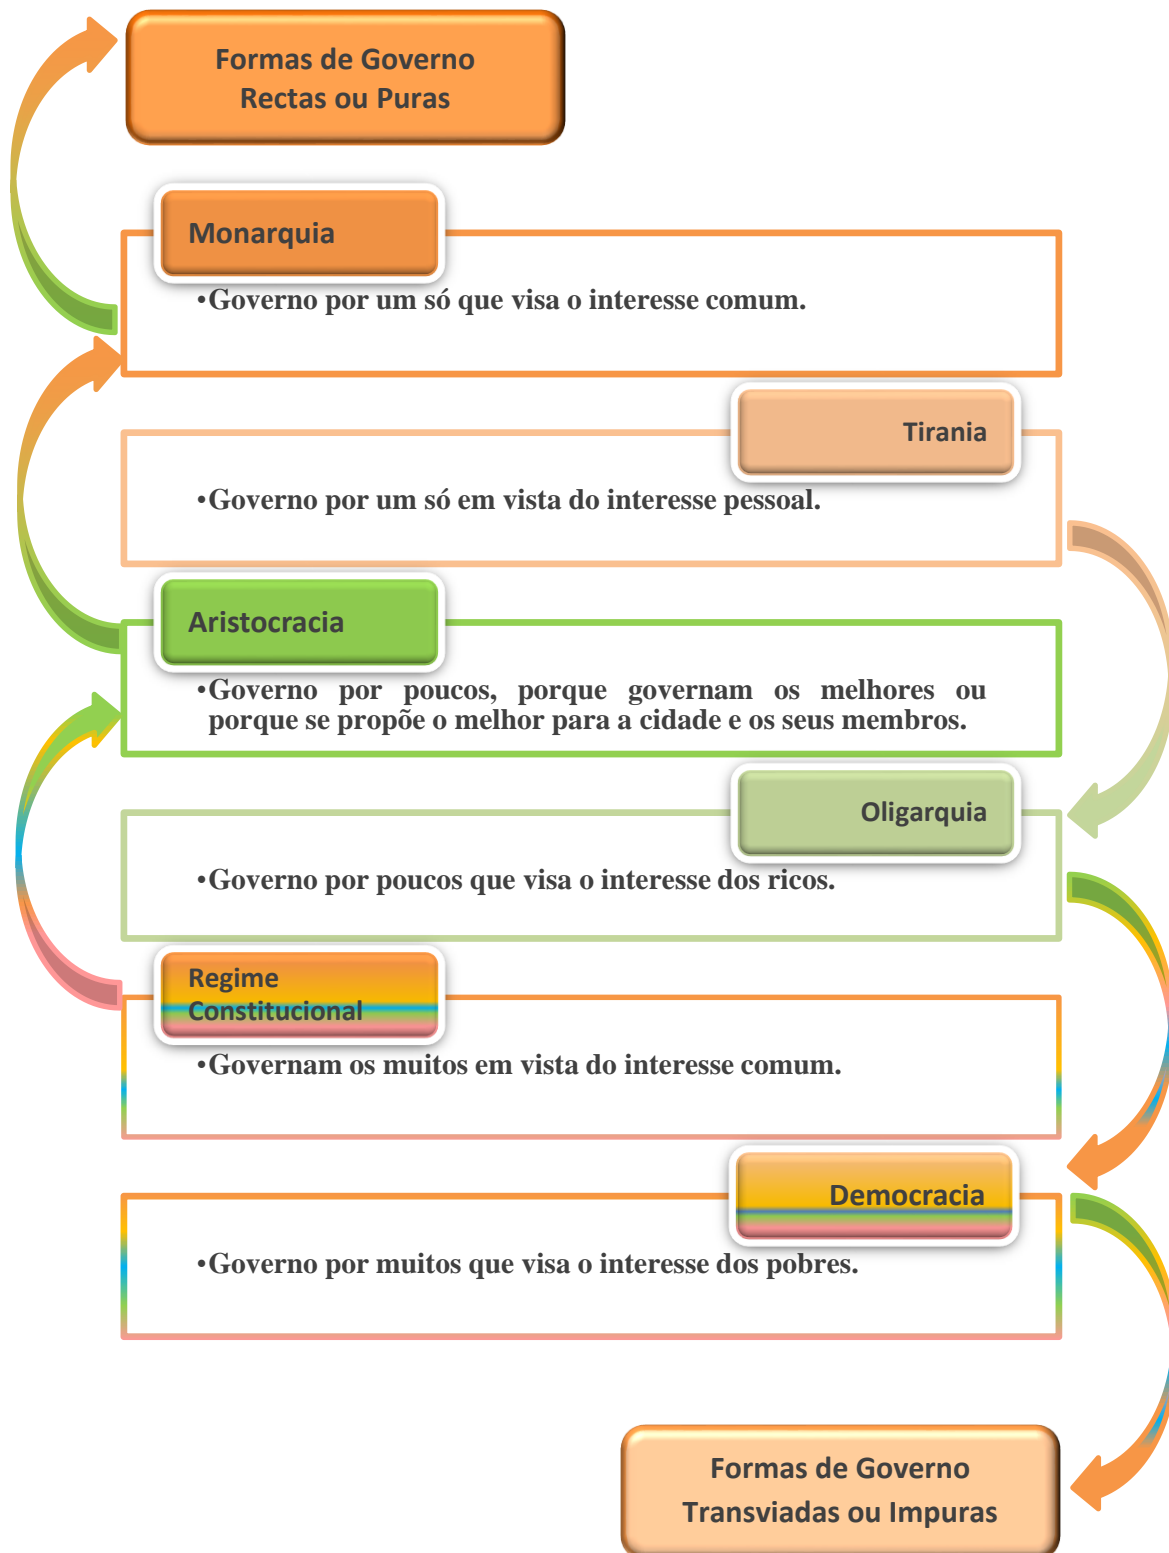 Formas de Governo
Rectas ou Puras
Monarquia
•Governo por um só que visa o interesse comum.
Tirania
•Governo por um só em vista do interesse pessoal.
Aristocracia
•Governo por poucos, porque governam os melhores ou
porque se propõe o melhor para a cidade e os seus membros.
Oligarquia
•Governo por poucos que visa o interesse dos ricos.
Regime
Constitucional
•Governam os muitos em vista do interesse comum.
Democracia
•Governo por muitos que visa o interesse dos pobres.
Formas de Governo
Transviadas ou Impuras